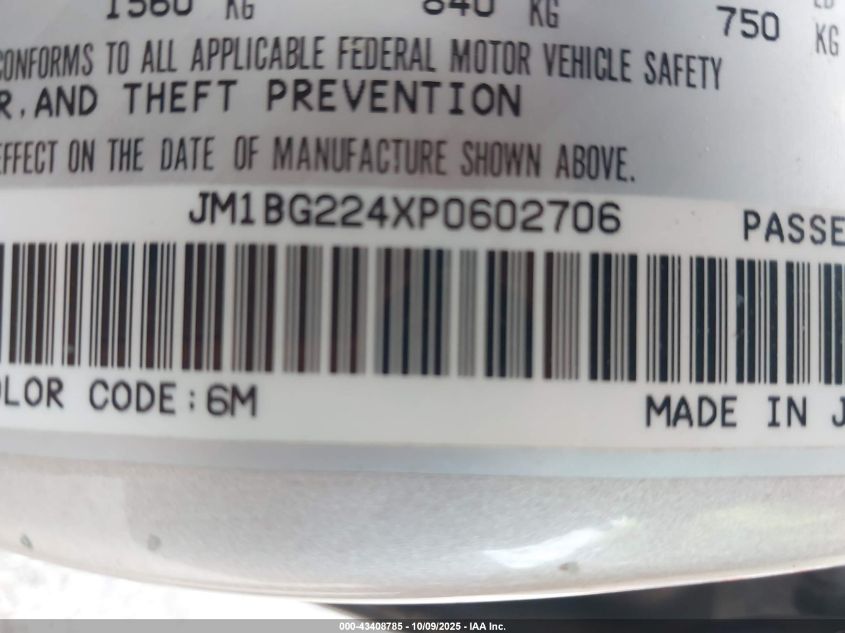 1560 KG 840 KG 750 KG
CONFORMS TO ALL APPLICABLE FEDERAL MOTOR VEHICLE SAFETY
R, AND THEFT PREVENTION
EFFECT ON THE DATE OF MANUFACTURE SHOWN ABOVE.
JM1BG224XP0602706 PASSE
OLOR CODE:6M MADE IN J
000-43408785 - 10/09/2025 - IAA Inc.